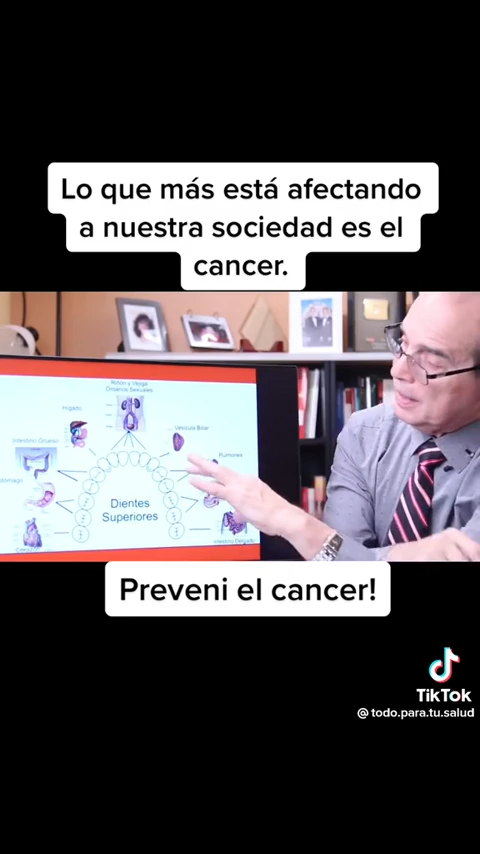 Lo que más está afectando
a nuestra sociedad es el
cancer.
Riñon y Vejiga
Organos Sexuales
Hígado
Vesícula Biliar
Intestino Grueso
Pulmones
Dientes
Superiores
Intestino Delgado
Preveni el cancer!
TikTok
@ todo.para.tu.salud